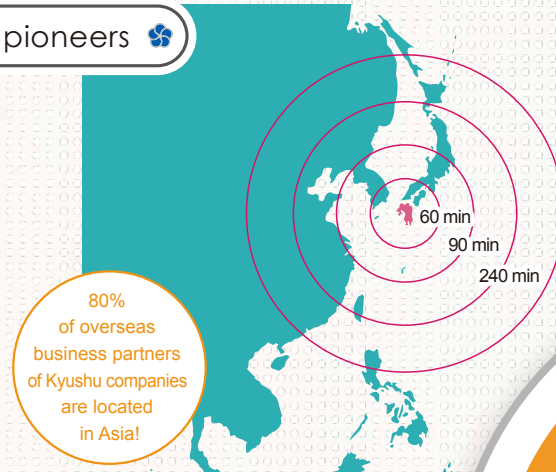 pioneers
60 min
90 min
240 min
80%
of overseas
business partners
of Kyushu companies
are located
in Asia!